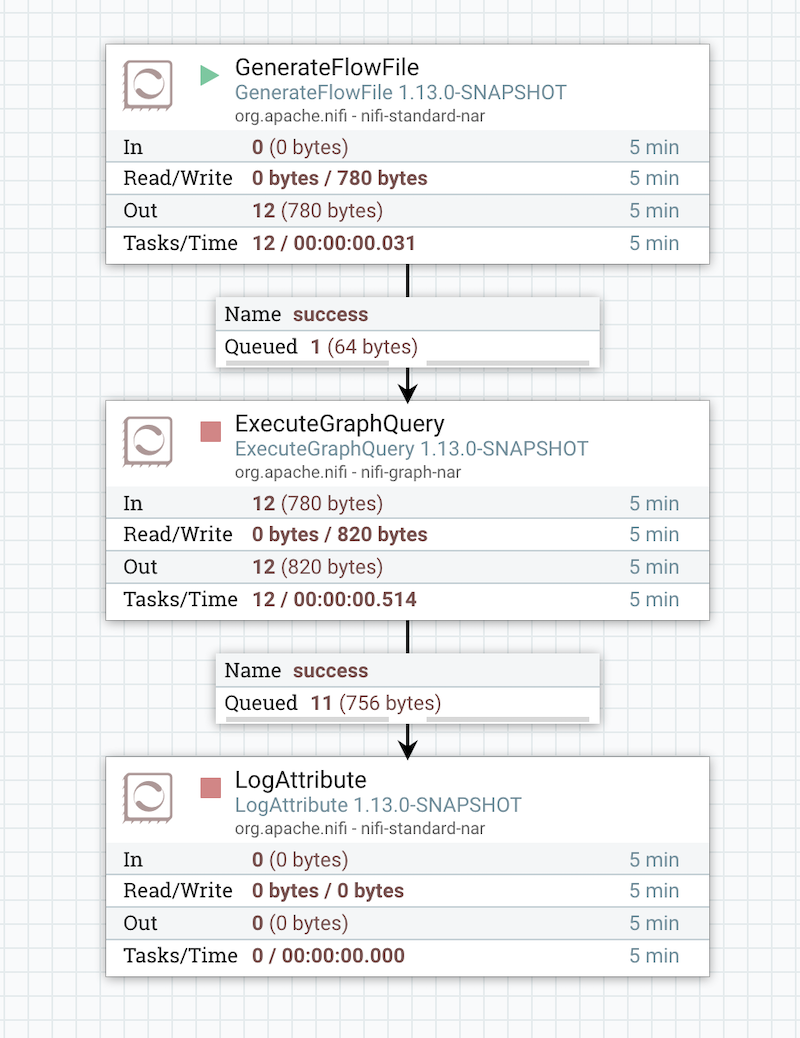 GenerateFlowFile
GenerateFlowFile 1.13.0-SNAPSHOT
org.apache.nifi - nifi-standard-nar
In 0 (0 bytes) 5 min
Read/Write 0 bytes / 780 bytes 5 min
Out 12 (780 bytes) 5 min
Tasks/Time 12 / 00:00:00.031 5 min
Name success
Queued 1 (64 bytes)
ExecuteGraphQuery
ExecuteGraphQuery 1.13.0-SNAPSHOT
org.apache.nifi - nifi-graph-nar
In 12 (780 bytes) 5 min
Read/Write 0 bytes / 820 bytes 5 min
Out 12 (820 bytes) 5 min
Tasks/Time 12 / 00:00:00.514 5 min
Name success
Queued 11 (756 bytes)
LogAttribute
LogAttribute 1.13.0-SNAPSHOT
org.apache.nifi - nifi-standard-nar
In 0 (0 bytes) 5 min
Read/Write 0 bytes / 0 bytes 5 min
Out 0 (0 bytes) 5 min
Tasks/Time 0 / 00:00:00.000 5 min